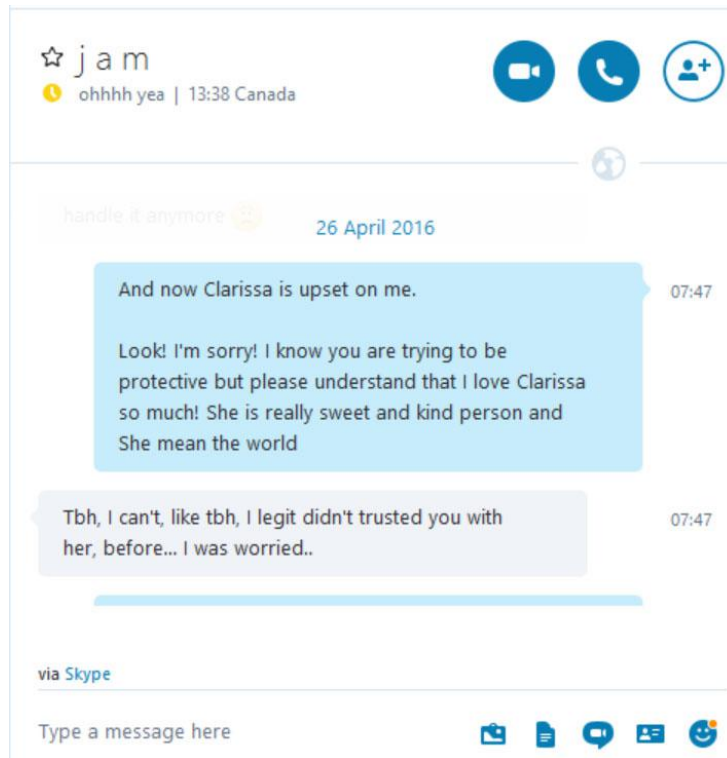 j a m
ohhhh yea | 13:38 Canada
handle it anymore
26 April 2016
And now Clarissa is upset on me.
07:47
Look! I'm sorry! I know you are trying to
protective but please understand that I love Clarissa
so much! She is really sweet and kind person and
She mean the world
Tbh, I can't, like tbh, I legit didn't trusted you with
07:47
her, before... I was worried..
via Skype
Type a message here